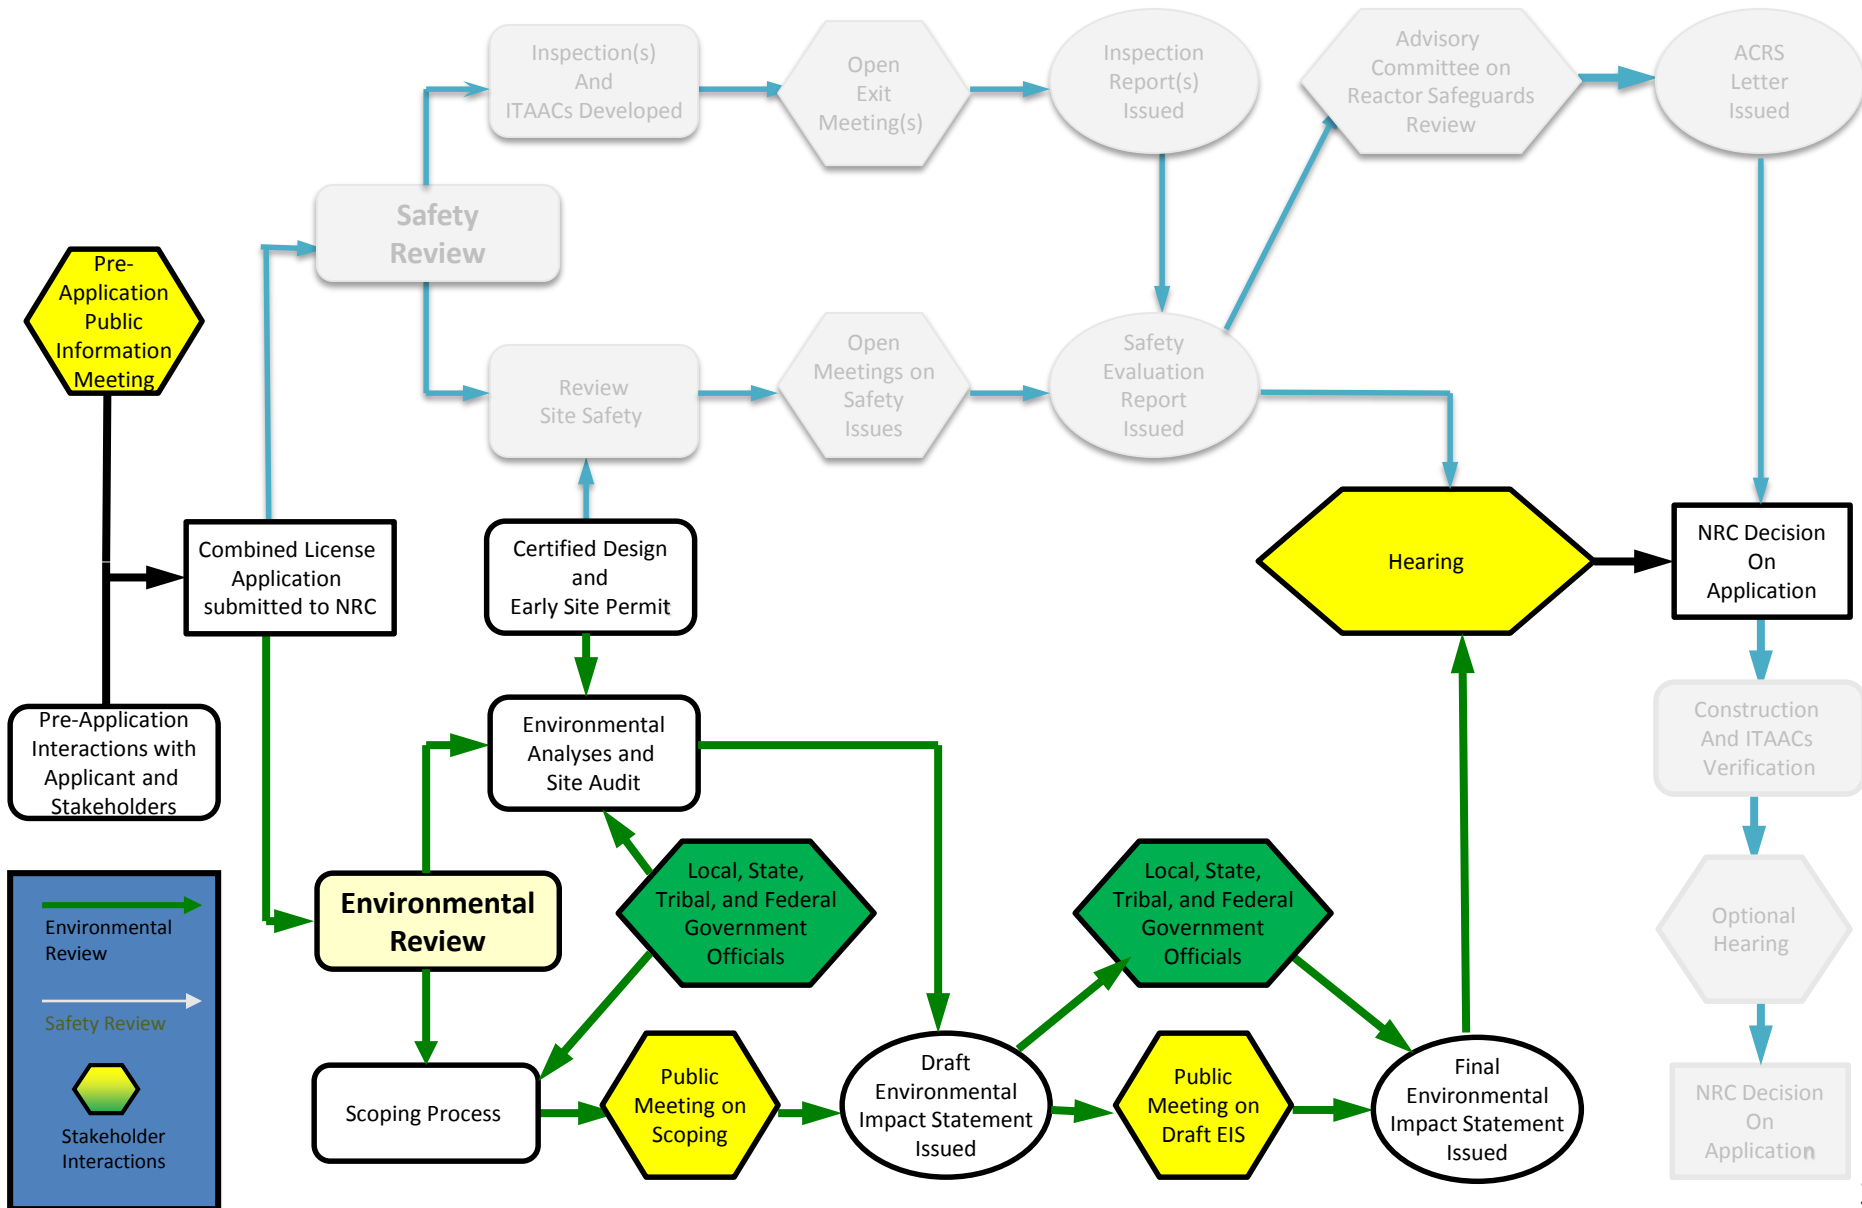 Inspection(s)
And
ITAACs Developed
Open
Exit
Meeting(s)
Inspection
Report(s)
Issued
Advisory
Committee on
Reactor Safeguards
Review
ACRS
Letter
Issued
Safety
Review
Pre-
Application
Public
Information
Meeting
Review
Site Safety
Open
Meetings on
Safety
Issues
Safety
Evaluation
Report
Issued
Combined License
Application
submitted to NRC
Certified Design
and
Early Site Permit
Hearing
NRC Decision
On
Application
Pre-Application
Interactions with
Applicant and
Stakeholders
Environmental
Analyses and
Site Audit
Construction
And ITAACs
Verification
Environmental
Review
Local, State,
Tribal, and Federal
Government
Officials
Local, State,
Tribal, and Federal
Government
Officials
Optional
Hearing
Environmental
Review
Safety Review
Stakeholder
Interactions
Scoping Process
Public
Meeting on
Scoping
Draft
Environmental
Impact Statement
Issued
Public
Meeting on
Draft EIS
Final
Environmental
Impact Statement
Issued
NRC Decision
On
Application